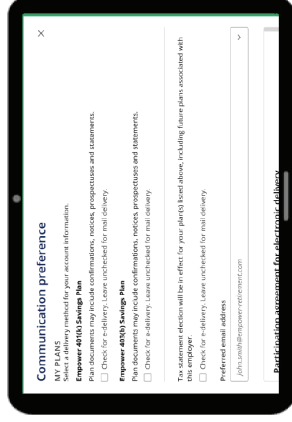 Communication preference
MY PLANS
Select a delivery method for your account information.
Empower 401(k) Savings Plan
Plan documents may include confirmations, notices, prospectuses and statements.
Check for e-delivery. Leave unchecked for mail delivery.
Empower 403(b) Savings Plan
Plan documents may include confirmations, notices, prospectuses and statements.
Check for e-delivery. Leave unchecked for mail delivery.
Tax statement election will be in effect for your plan(s) listed above, including future plans associated with
this employer.
Check for e-delivery. Leave unchecked for mail delivery.
Preferred email address
john.smith@empower-retirement.com
Participation agreement for electronic delivery